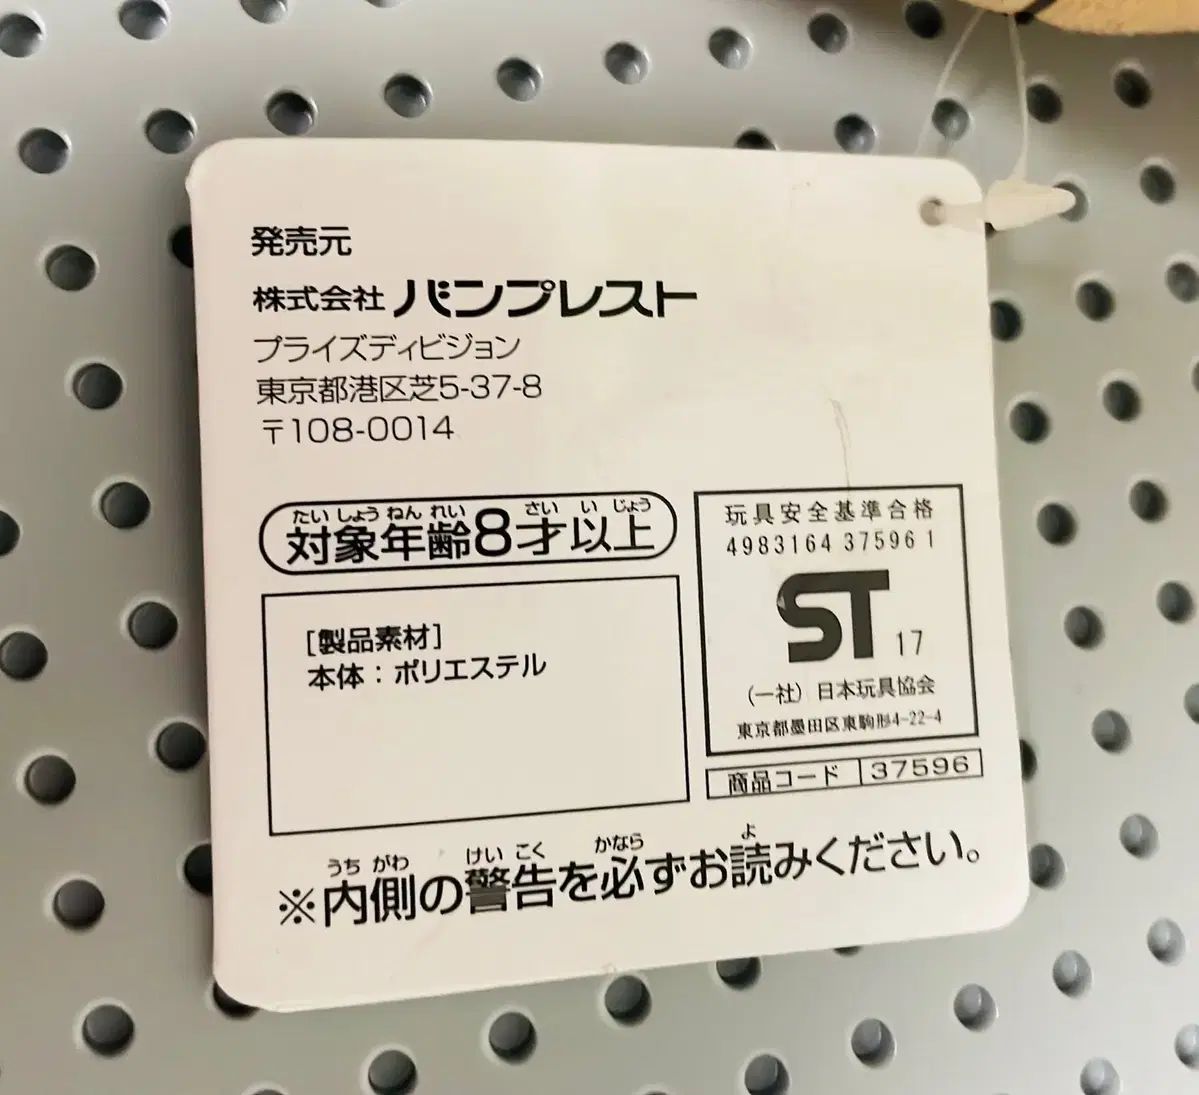 発売元
株式会社バンプレスト
プライズディビジョン
東京都港区芝5-37-8
〒108-0014
たいしょうねんれい さい い じょう
対象年齢8才以上
[製品素材]
本体：ポリエステル
玩具安全基準合格
4983164 37596 1
ST 17
（一社）日本玩具協会
東京都墨田区東駒形4-22-4
商品コード 37596
うち がわ けい こく かなら よ
※内側の警告を必ずお読みください。